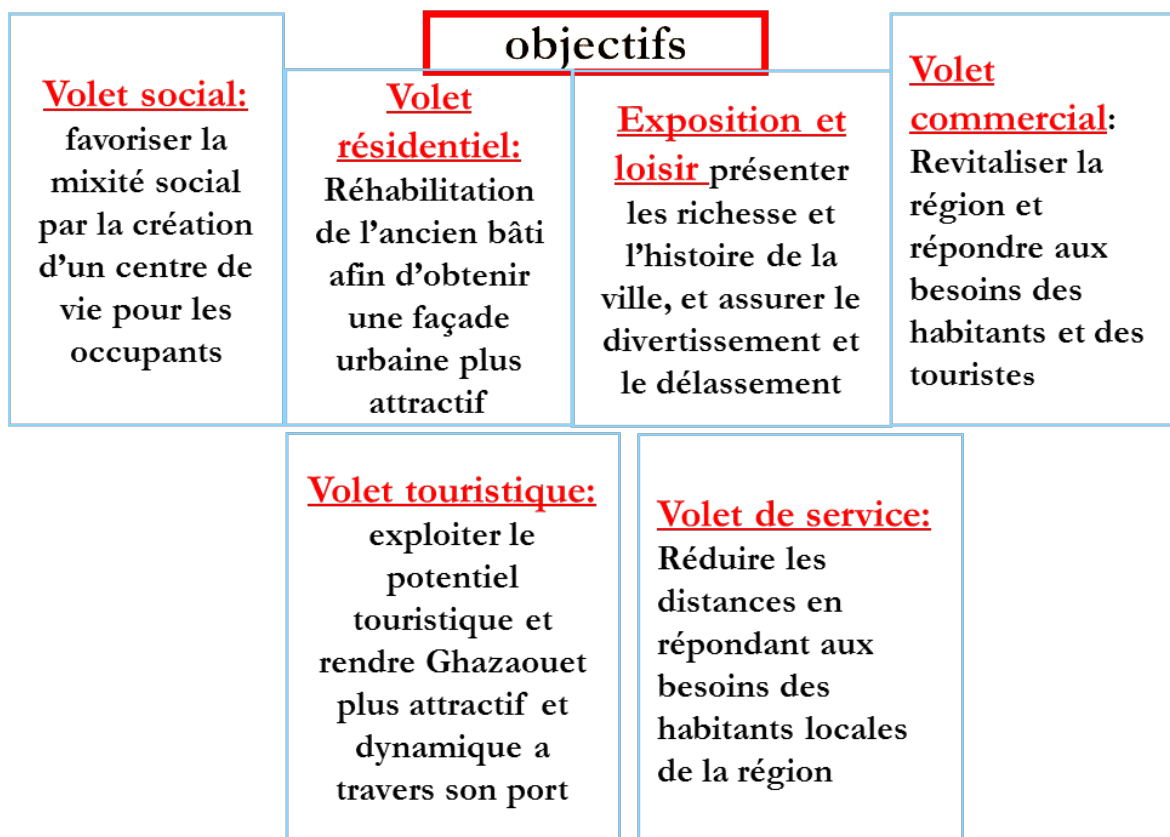 objectifs
Volet social:
favoriser la
mixité social
par la création
d'un centre de
vie pour les
occupants
Volet
résidentiel:
Réhabilitation
de l'ancien bâti
afin d'obtenir
une façade
urbaine plus
attractif
Exposition et
loisir présenter
les richesse et
l'histoire de la
ville, et assurer le
divertissement et
le délassement
Volet
commercial:
Revitaliser la
région et
répondre aux
besoins des
habitants et des
touristes
Volet touristique:
exploiter le
potentiel
touristique et
rendre Ghazaouet
plus attractif et
dynamique a
travers son port
Volet de service:
Réduire les
distances en
répondant aux
besoins des
habitants locales
de la région